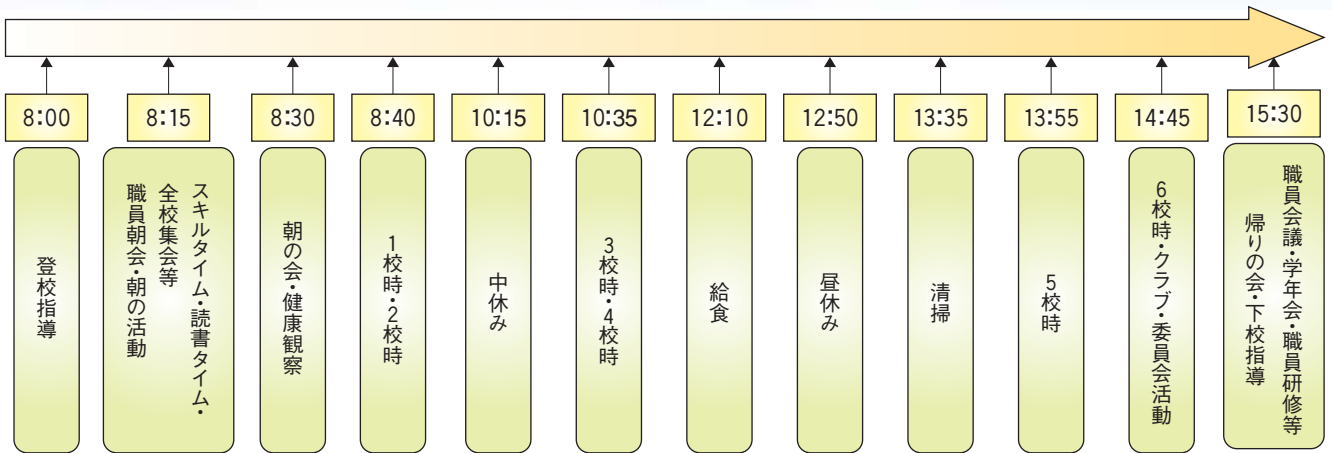 8:00
登校指導
8:15
スキルタイム・読書タイム・
全校集会等
職員朝会・朝の活動
8:30
朝の会・健康観察
8:40
1校時・2校時
10:15
中休み
10:35
3校時・4校時
12:10
給食
12:50
昼休み
13:35
清掃
13:55
5校時
14:45
6校時・クラブ・委員会活動
15:30
職員会議・学年会・職員研修等
帰りの会・下校指導